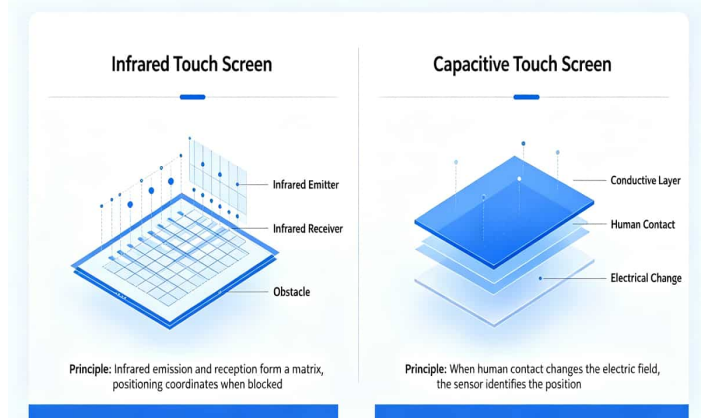 Infrared Touch Screen
Infrared Emitter
Infrared Receiver
Obstacle
Principle: Infrared emission and reception form a matrix,
positioning coordinates when blocked
Capacitive Touch Screen
Conductive Layer
Human Contact
Electrical Change
Principle: When human contact changes the electric field,
the sensor identifies the position